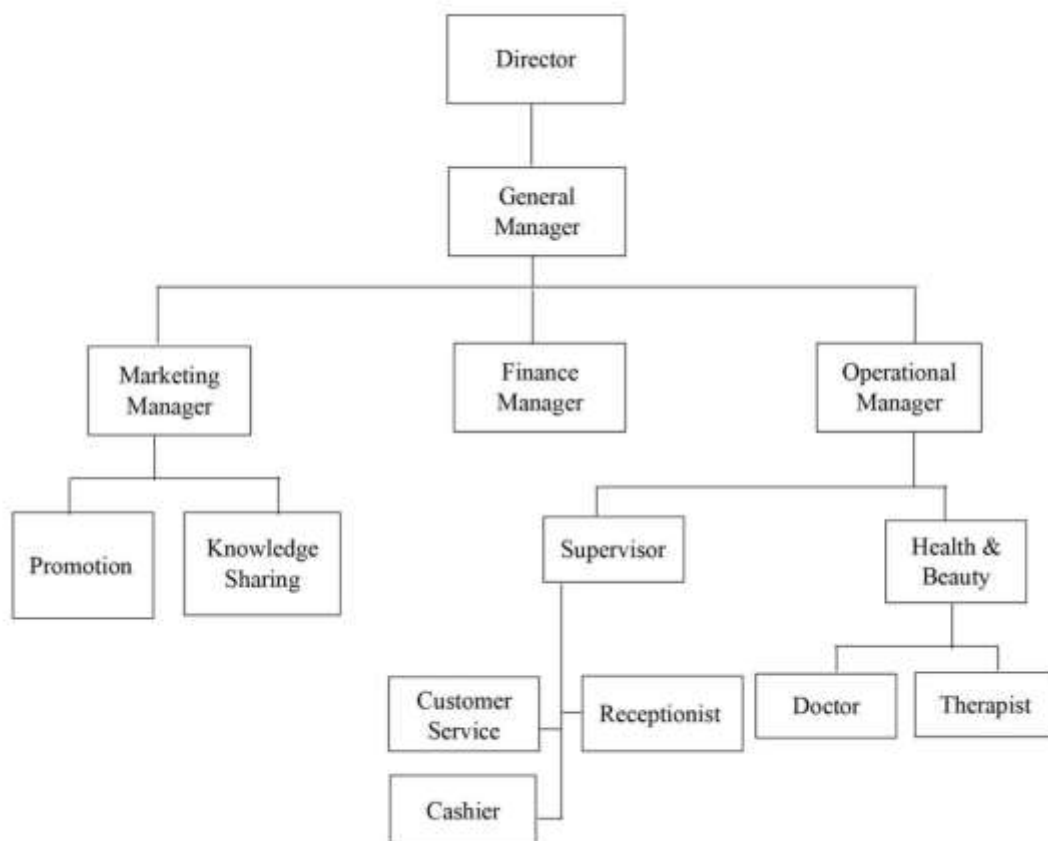 Director
General
Manager
Marketing
Manager
Finance
Manager
Operational
Manager
Promotion
Knowledge
Sharing
Supervisor
Health &
Beauty
Customer
Service
Receptionist
Doctor
Therapist
Cashier